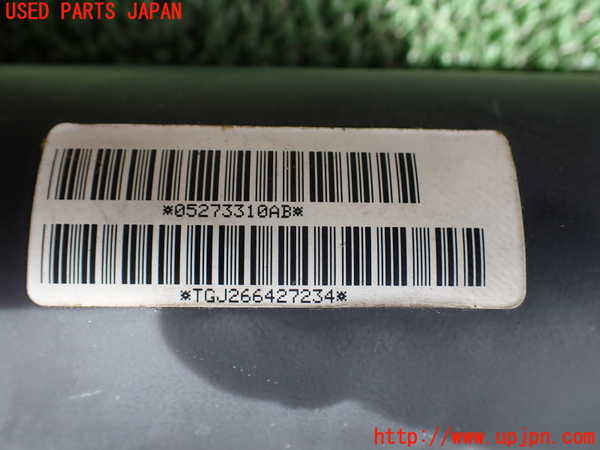 USED PARTS JAPAN
*05273310AB*
*TGJ266427234*
http://www.upjpn.com/